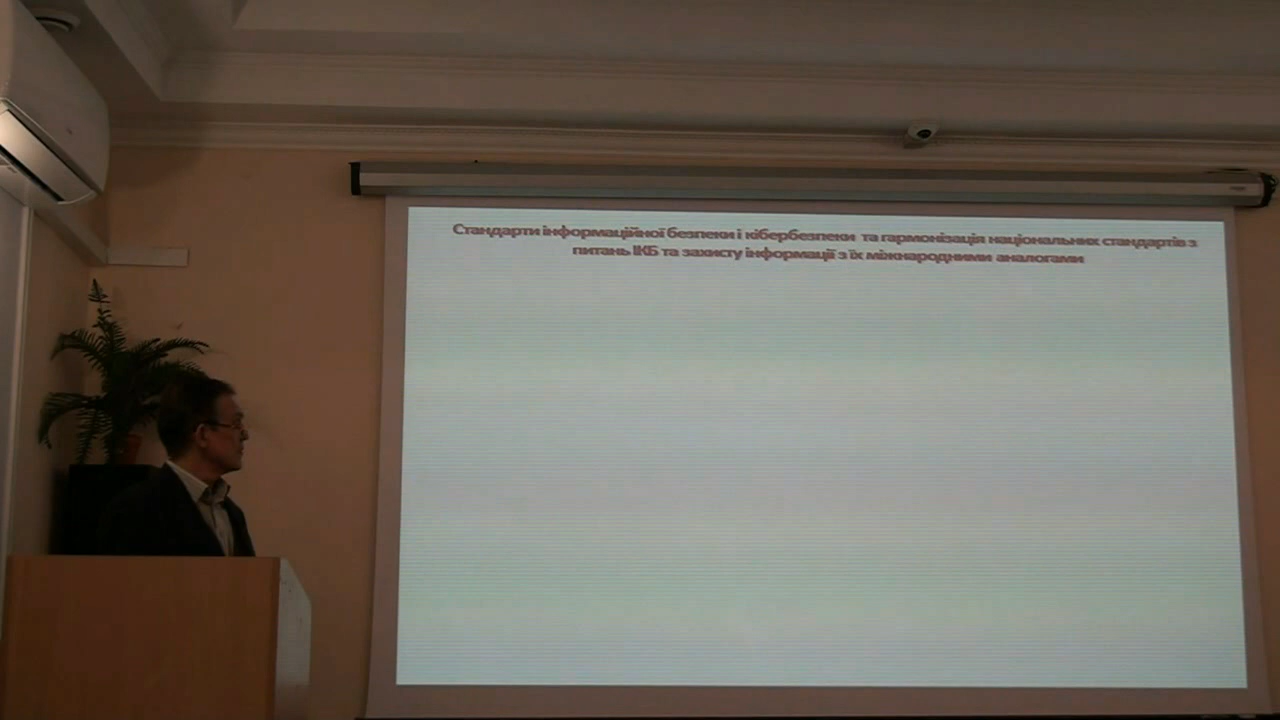 Стандарти інформаційної безпеки і кібербезпеки та гармонізація національних стандартів з
питань ІКБ та захисту інформації з їх міжнародними аналогами